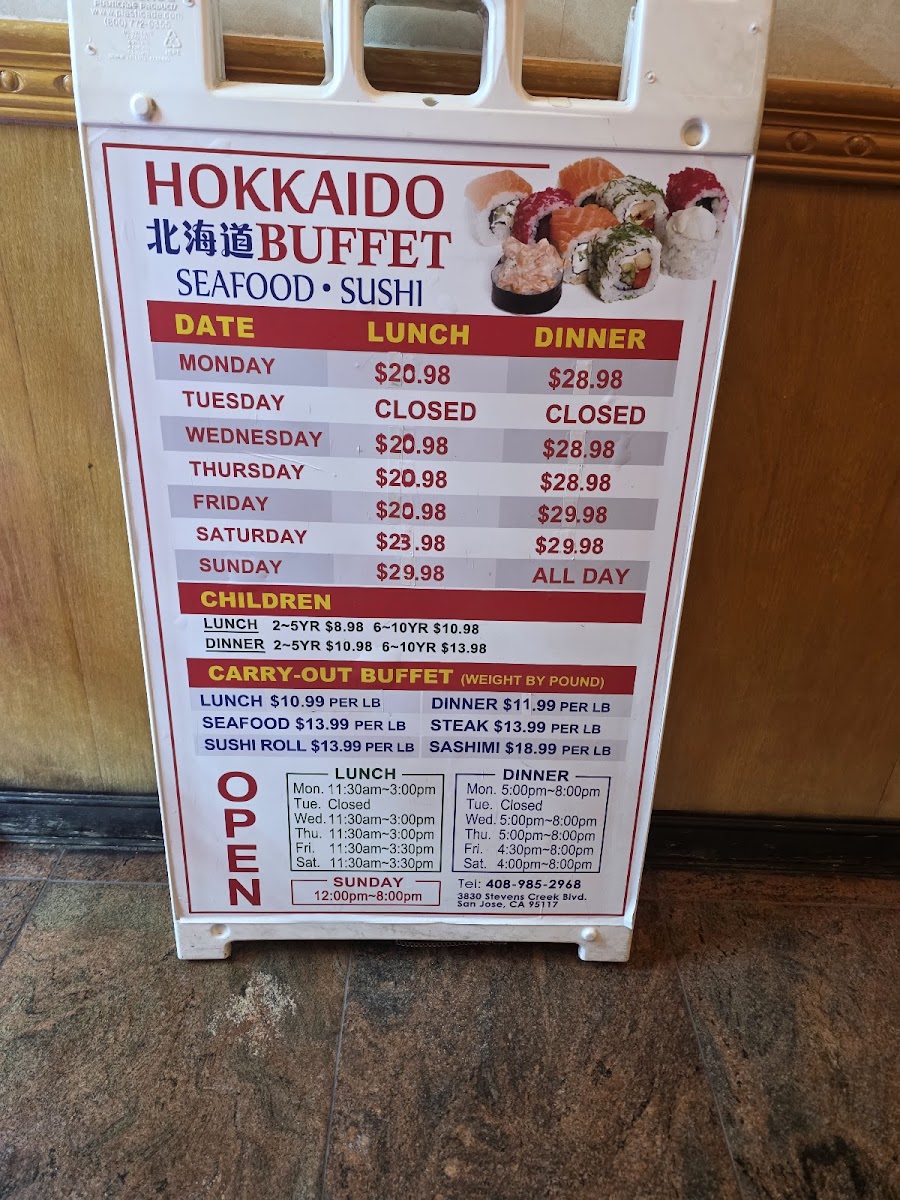 www.plasticade.com
(800) 772-0355
HOKKAIDO
北海道 BUFFET
SEAFOOD • SUSHI
DATE LUNCH DINNER
MONDAY $20.98 $28.98
TUESDAY CLOSED CLOSED
WEDNESDAY $20.98 $28.98
THURSDAY $20.98 $28.98
FRIDAY $20.98 $29.98
SATURDAY $23.98 $29.98
SUNDAY $29.98 ALL DAY
CHILDREN
LUNCH 2~5YR $8.98 6~10YR $10.98
DINNER 2~5YR $10.98 6~10YR $13.98
CARRY-OUT BUFFET (WEIGHT BY POUND)
LUNCH $10.99 PER LB DINNER $11.99 PER LB
SEAFOOD $13.99 PER LB STEAK $13.99 PER LB
SUSHI ROLL $13.99 PER LB SASHIMI $18.99 PER LB
OPEN
LUNCH
Mon. 11:30am~3:00pm
Tue. Closed
Wed. 11:30am~3:00pm
Thu. 11:30am~3:00pm
Fri. 11:30am~3:30pm
Sat. 11:30am~3:30pm
SUNDAY
12:00pm~8:00pm
DINNER
Mon. 5:00pm~8:00pm
Tue. Closed
Wed. 5:00pm~8:00pm
Thu. 5:00pm~8:00pm
Fri. 4:30pm~8:00pm
Sat. 4:00pm~8:00pm
Tel: 408-985-2968
3830 Stevens Creek Blvd.
San Jose, CA 95117